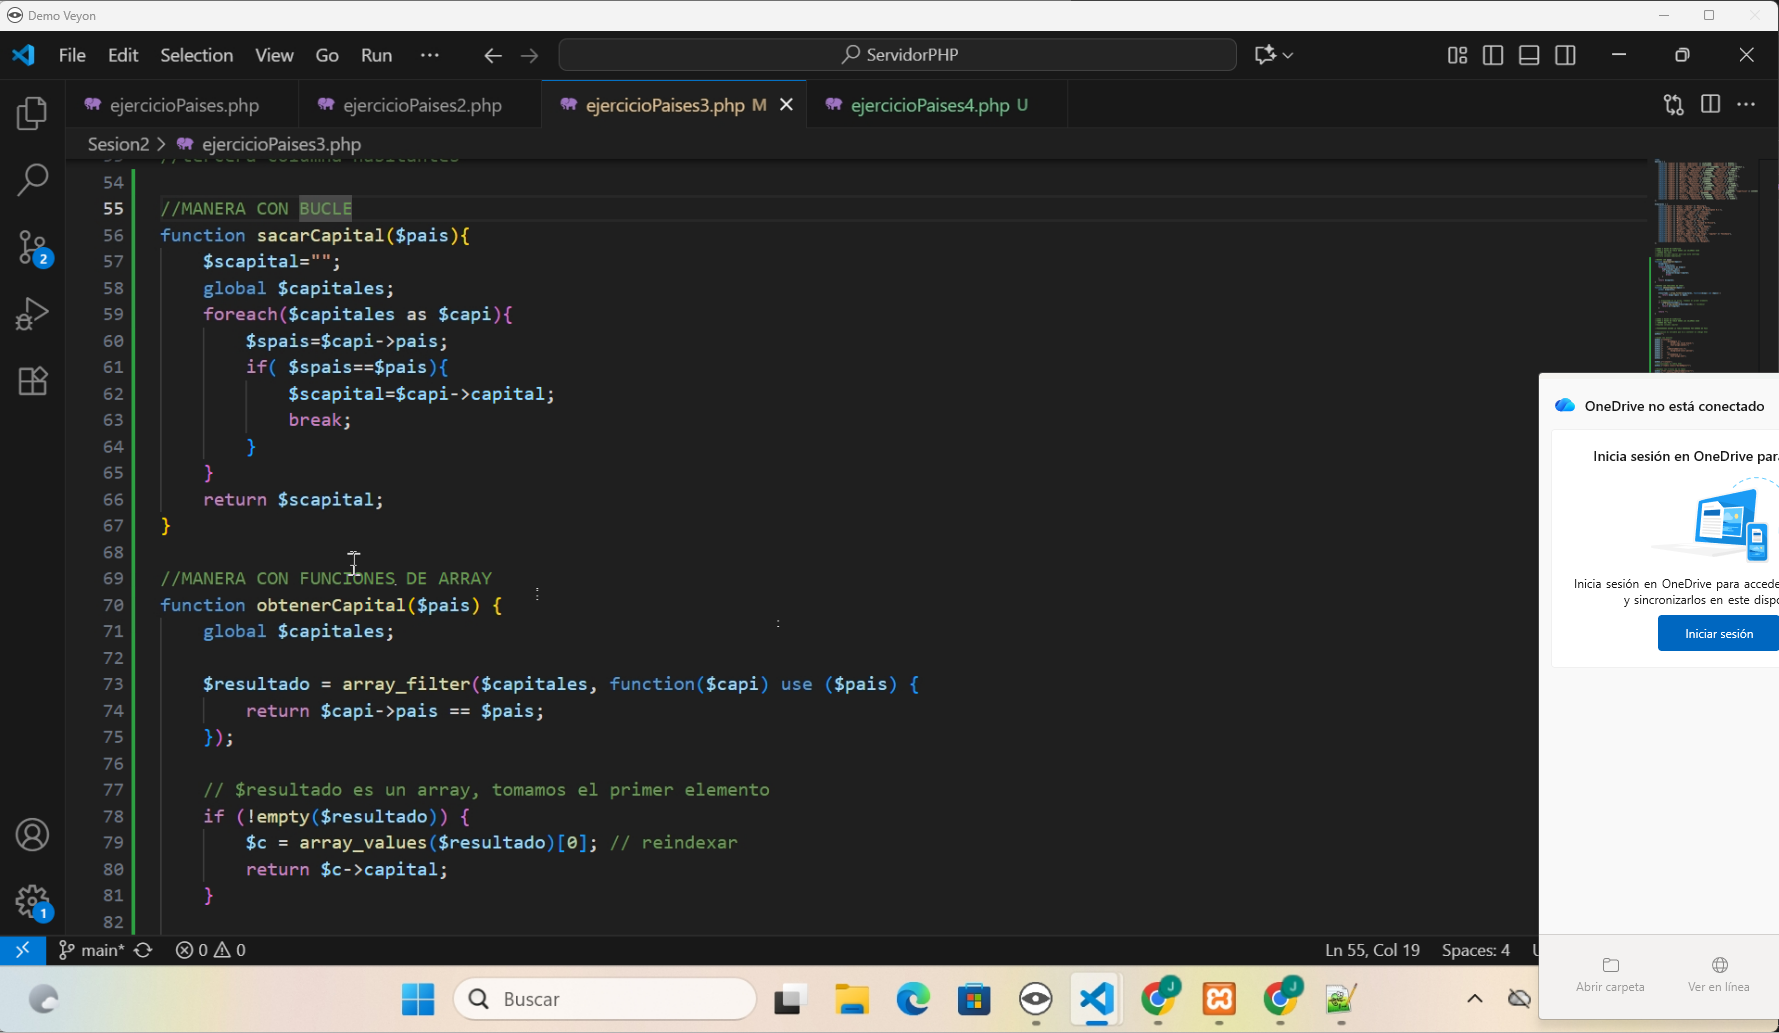 Demo Veyon
File Edit Selection View Go Run ···
ServidorPHP
ejercicioPaises.php
ejercicioPaises2.php
ejercicioPaises3.php M
ejercicioPaises4.php U
Sesion2 > ejercicioPaises3.php
54
55 //MANERA CON BUCLE
56 function sacarCapital($pais){
57 $scapital="";
58 global $capitales;
59 foreach($capitales as $capi){
60 $spais=$capi->pais;
61 if( $spais==$pais){
62 $scapital=$capi->capital;
63 break;
64 }
65 }
66 return $scapital;
67 }
68
69 //MANERA CON FUNCIONES DE ARRAY
70 function obtenerCapital($pais) {
71 global $capitales;
72
73 $resultado = array_filter($capitales, function($capi) use ($pais) {
74 return $capi->pais == $pais;
75 });
76
77 // $resultado es un array, tomamos el primer elemento
78 if (!empty($resultado)) {
79 $c = array_values($resultado)[0]; // reindexar
80 return $c->capital;
81 }
82
2
1
OneDrive no está conectado
Inicia sesión en OneDrive
Inicia sesión en OneDrive para
y sincronizarlos en este
Iniciar sesión
Abrir carpeta
Ver en línea
main* 0 0
Ln 55, Col 19
Spaces: 4
Buscar
J
J